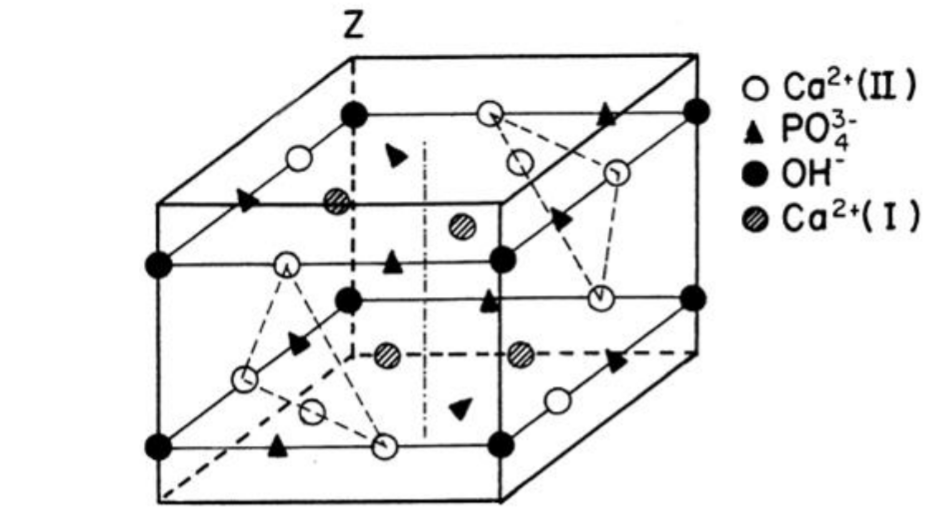 Z
Ca²⁺(II)
PO₄³⁻
OH⁻
Ca²⁺(I)